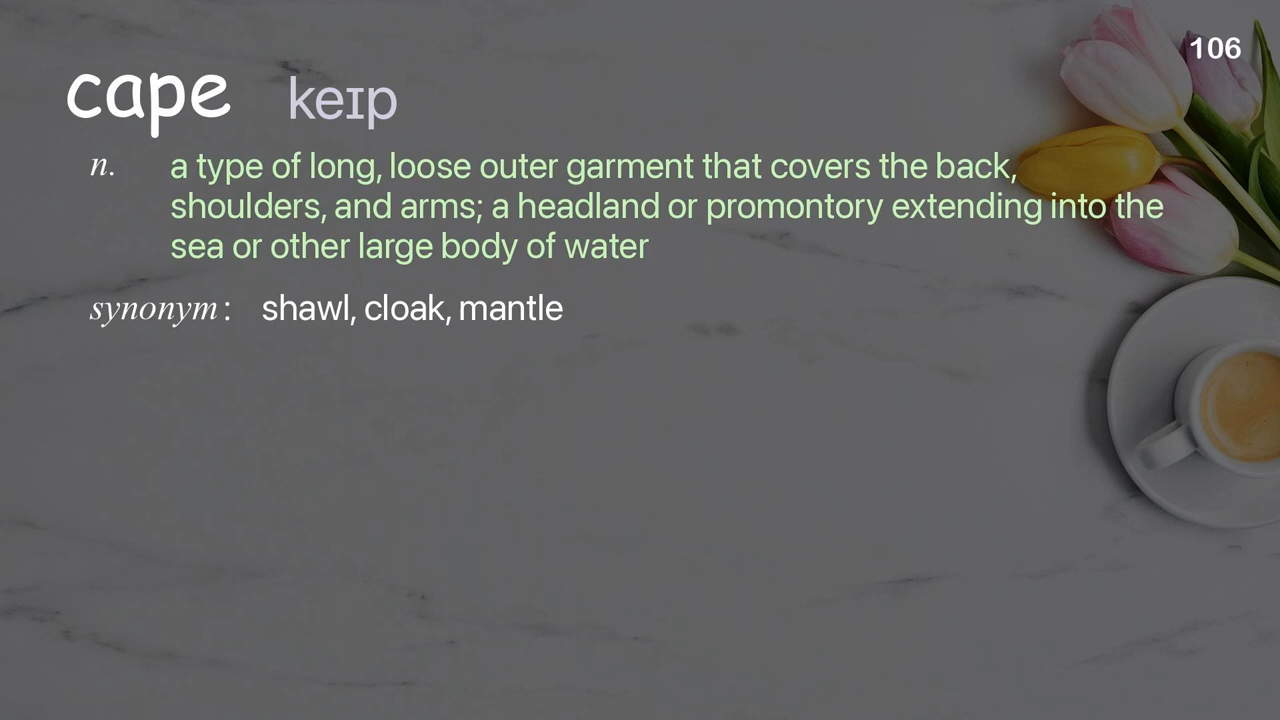 106
cape keɪp
n. a type of long, loose outer garment that covers the back,
shoulders, and arms; a headland or promontory extending into the
sea or other large body of water
synonym: shawl, cloak, mantle